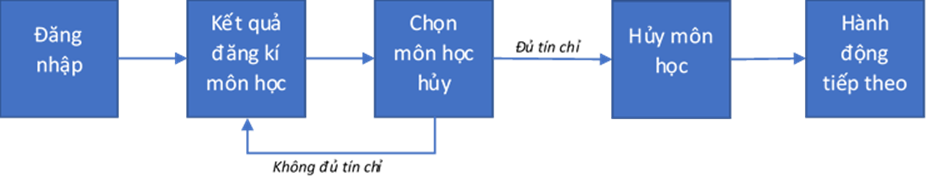 Đăng
nhập
Kết quả
đăng kí
môn học
Chọn
môn học
hủy
Đủ tín chỉ
Hủy môn
học
Hành
động
tiếp theo
Không đủ tín chỉ